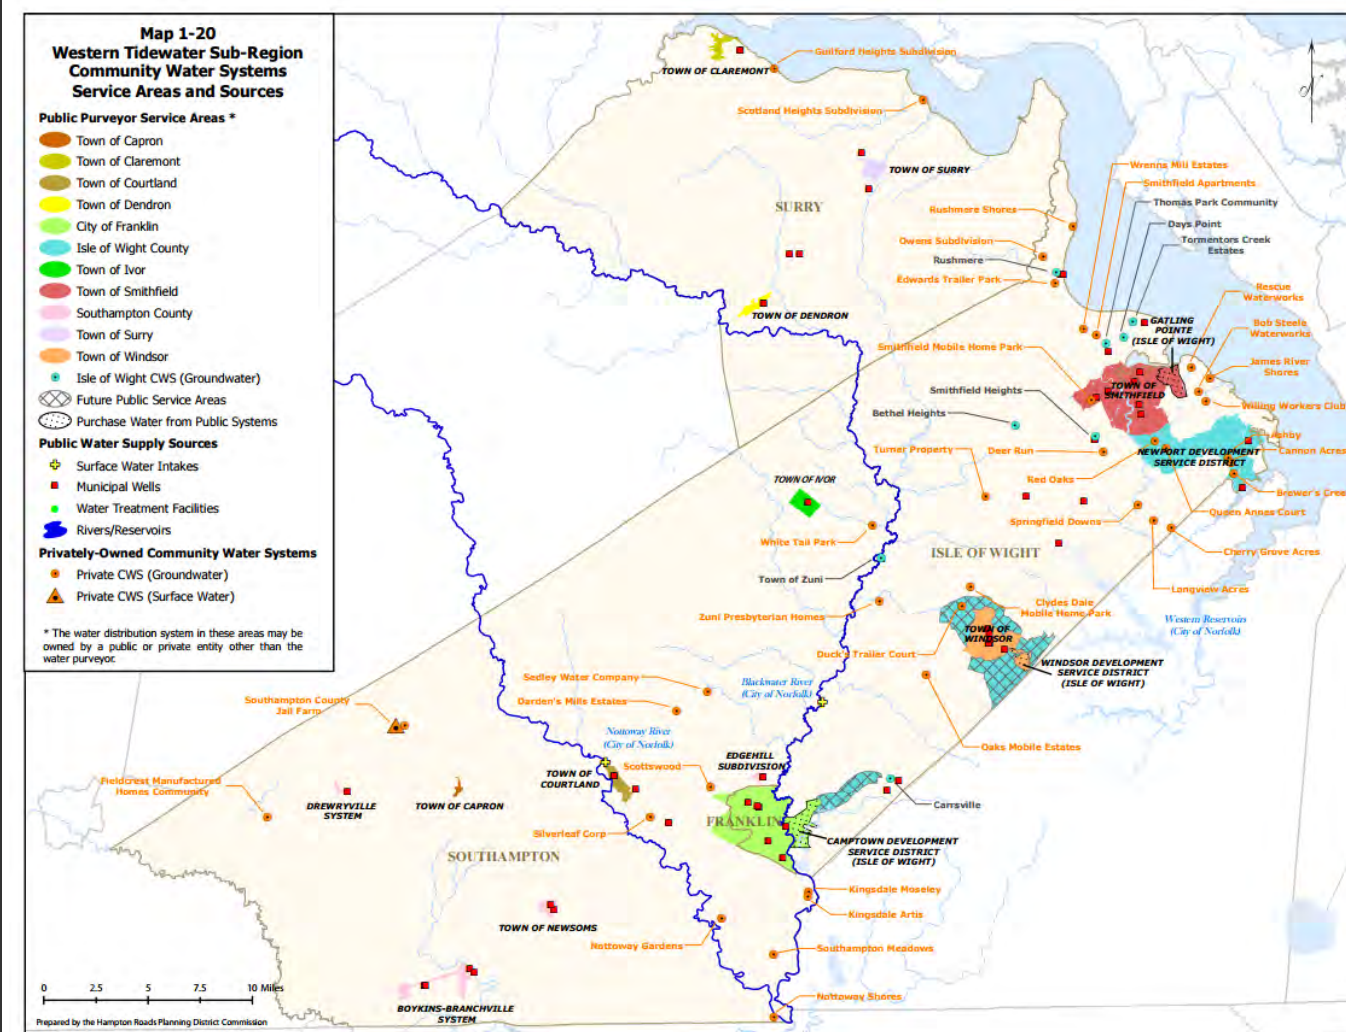 Map 1-20
Western Tidewater Sub-Region
Community Water Systems
Service Areas and Sources
Public Purveyor Service Areas *
Town of Capron
Town of Claremont
Town of Courtland
Town of Dendron
City of Franklin
Isle of Wight County
Town of Ivor
Town of Smithfield
Southampton County
Town of Surry
Town of Windsor
Isle of Wight CWS (Groundwater)
Future Public Service Areas
Purchase Water from Public Systems
Public Water Supply Sources
Surface Water Intakes
Municipal Wells
Water Treatment Facilities
Rivers/Reservoirs
Privately-Owned Community Water Systems
Private CWS (Groundwater)
Private CWS (Surface Water)
* The water distribution system in these areas may be
owned by a public or private entity other than the
water purveyor.
TOWN OF CLAREMONT
Guilford Heights Subdivision
Scotland Heights Subdivision
TOWN OF SURRY
SURRY
Wrenns Mill Estates
Smithfield Apartments
Thomas Park Community
Days Point
Tormentors Creek
Estates
Rushmere Shores
Owens Subdivision
Rushmere
Edwards Trailer Park
Rescue
Waterworks
Bob Steele
Waterworks
James River
Shores
Willing Workers Club
TOWN OF DENDRON
GATLING
POINTE
(ISLE OF WIGHT)
Smithfield Mobile Home Park
TOWN OF
SMITHFIELD
Smithfield Heights
Bethel Heights
Ashby
Cannon Acres
Turner Property
Deer Run
NEWPORT DEVELOPMENT
SERVICE DISTRICT
Red Oaks
Brewer's Creek
Queen Annes Court
Springfield Downs
Cherry Grove Acres
Langview Acres
TOWN OF IVOR
White Tail Park
ISLE OF WIGHT
Town of Zuni
Zuni Presbyterian Homes
Clydes Dale
Mobile Home Park
Western Reservoirs
(City of Norfolk)
TOWN OF
WINDSOR
Duck's Trailer Court
WINDSOR DEVELOPMENT
SERVICE DISTRICT
(ISLE OF WIGHT)
Sedley Water Company
Darden's Mills Estates
Blackwater River
(City of Norfolk)
Southampton County
Jail Farm
Nottoway River
(City of Norfolk)
Oaks Mobile Estates
EDGEHILL
SUBDIVISION
Scottswood
TOWN OF
COURTLAND
Fieldcrest Manufactured
Homes Community
DREWRYVILLE
SYSTEM
TOWN OF CAPRON
Carrsville
FRANKLIN
Silverleaf Corp
CAMPTOWN DEVELOPMENT
SERVICE DISTRICT
(ISLE OF WIGHT)
SOUTHAMPTON
Kingsdale Moseley
Kingsdale Artis
TOWN OF NEWSOMS
Nottoway Gardens
Southampton Meadows
Nottoway Shores
BOYKINS-BRANCHVILLE
SYSTEM
0 2.5 5 7.5 10 Miles
Prepared by the Hampton Roads Planning District Commission